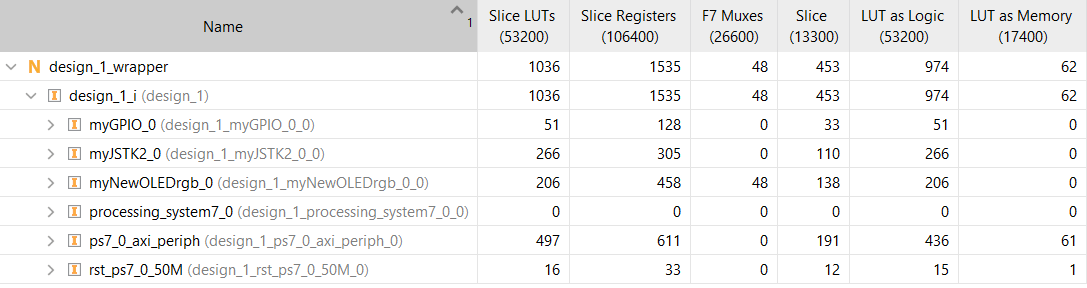 Name 1 Slice LUTs (53200) Slice Registers (106400) F7 Muxes (26600) Slice (13300) LUT as Logic (53200) LUT as Memory (17400)
N design_1_wrapper 1036 1535 48 453 974 62
I design_1_i (design_1) 1036 1535 48 453 974 62
I myGPIO_0 (design_1_myGPIO_0_0) 51 128 0 33 51 0
I myJSTK2_0 (design_1_myJSTK2_0_0) 266 305 0 110 266 0
I myNewOLEDrgb_0 (design_1_myNewOLEDrgb_0_0) 206 458 48 138 206 0
I processing_system7_0 (design_1_processing_system7_0_0) 0 0 0 0 0 0
I ps7_0_axi_periph (design_1_ps7_0_axi_periph_0) 497 611 0 191 436 61
I rst_ps7_0_50M (design_1_rst_ps7_0_50M_0) 16 33 0 12 15 1